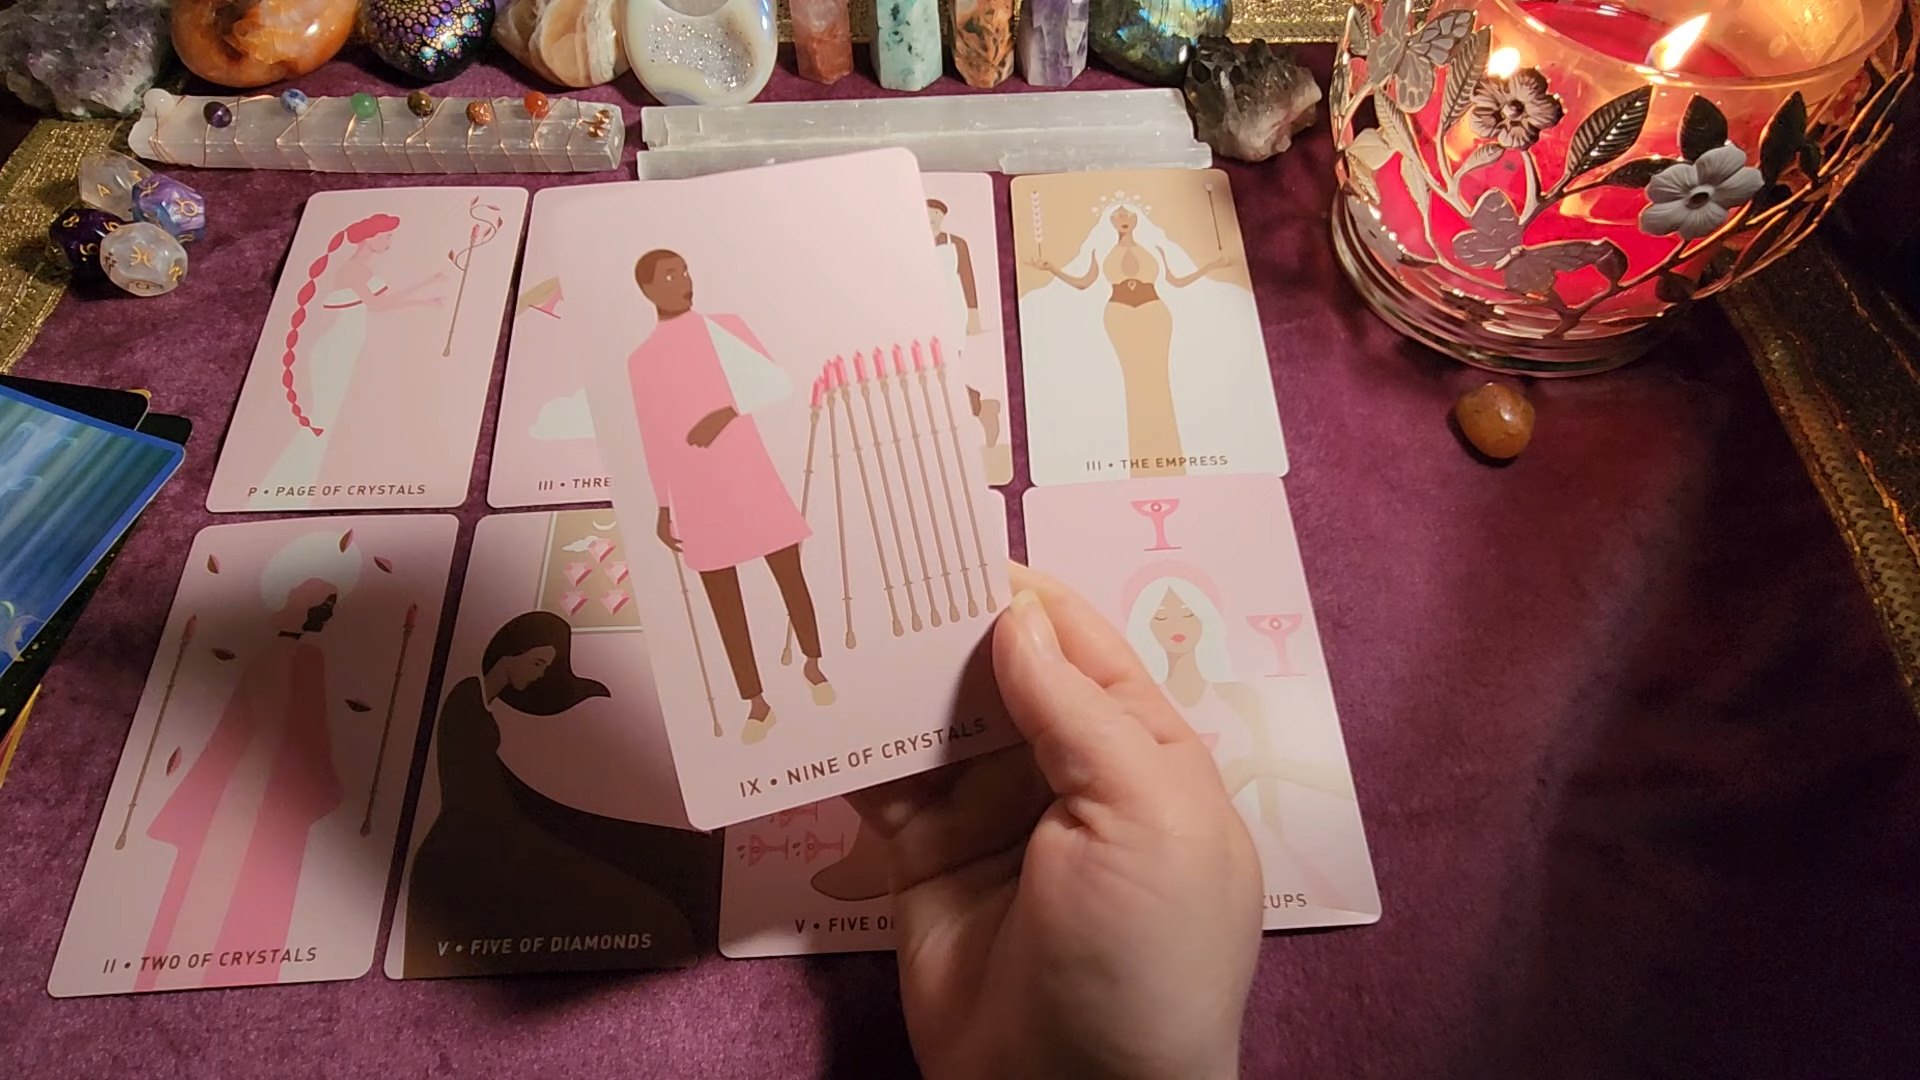 P • PAGE OF CRYSTALS
III • THRE
III • THE EMPRESS
IX • NINE OF CRYSTALS
II • TWO OF CRYSTALS
V • FIVE OF DIAMONDS
V • FIVE O
CUPS